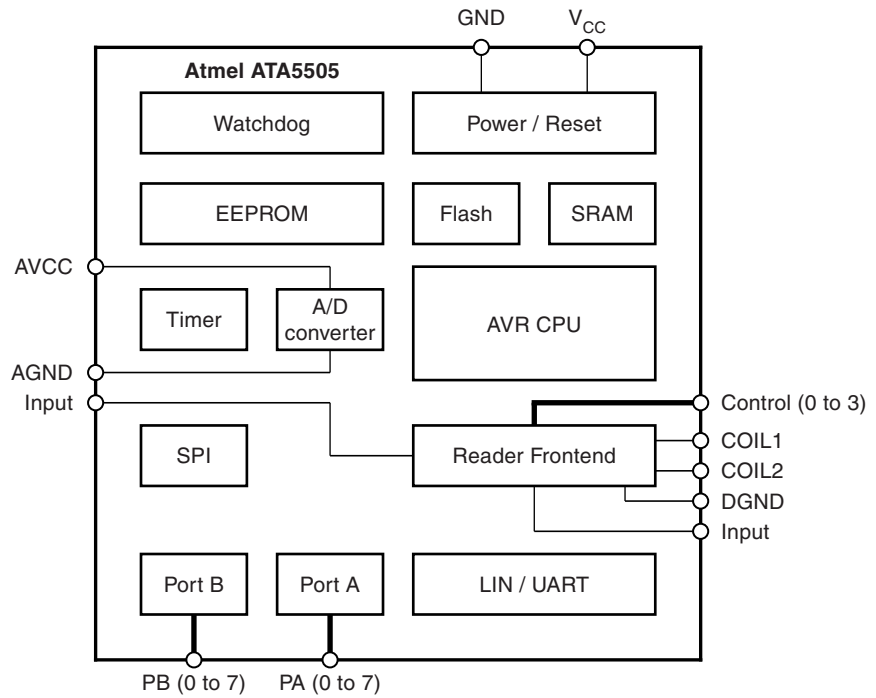 GND
VCC
Atmel ATA5505
Watchdog
Power / Reset
EEPROM
Flash
SRAM
AVCC
Timer
A/D
converter
AVR CPU
AGND
Input
Control (0 to 3)
SPI
Reader Frontend
COIL1
COIL2
DGND
Input
Port B
Port A
LIN / UART
PB (0 to 7)
PA (0 to 7)